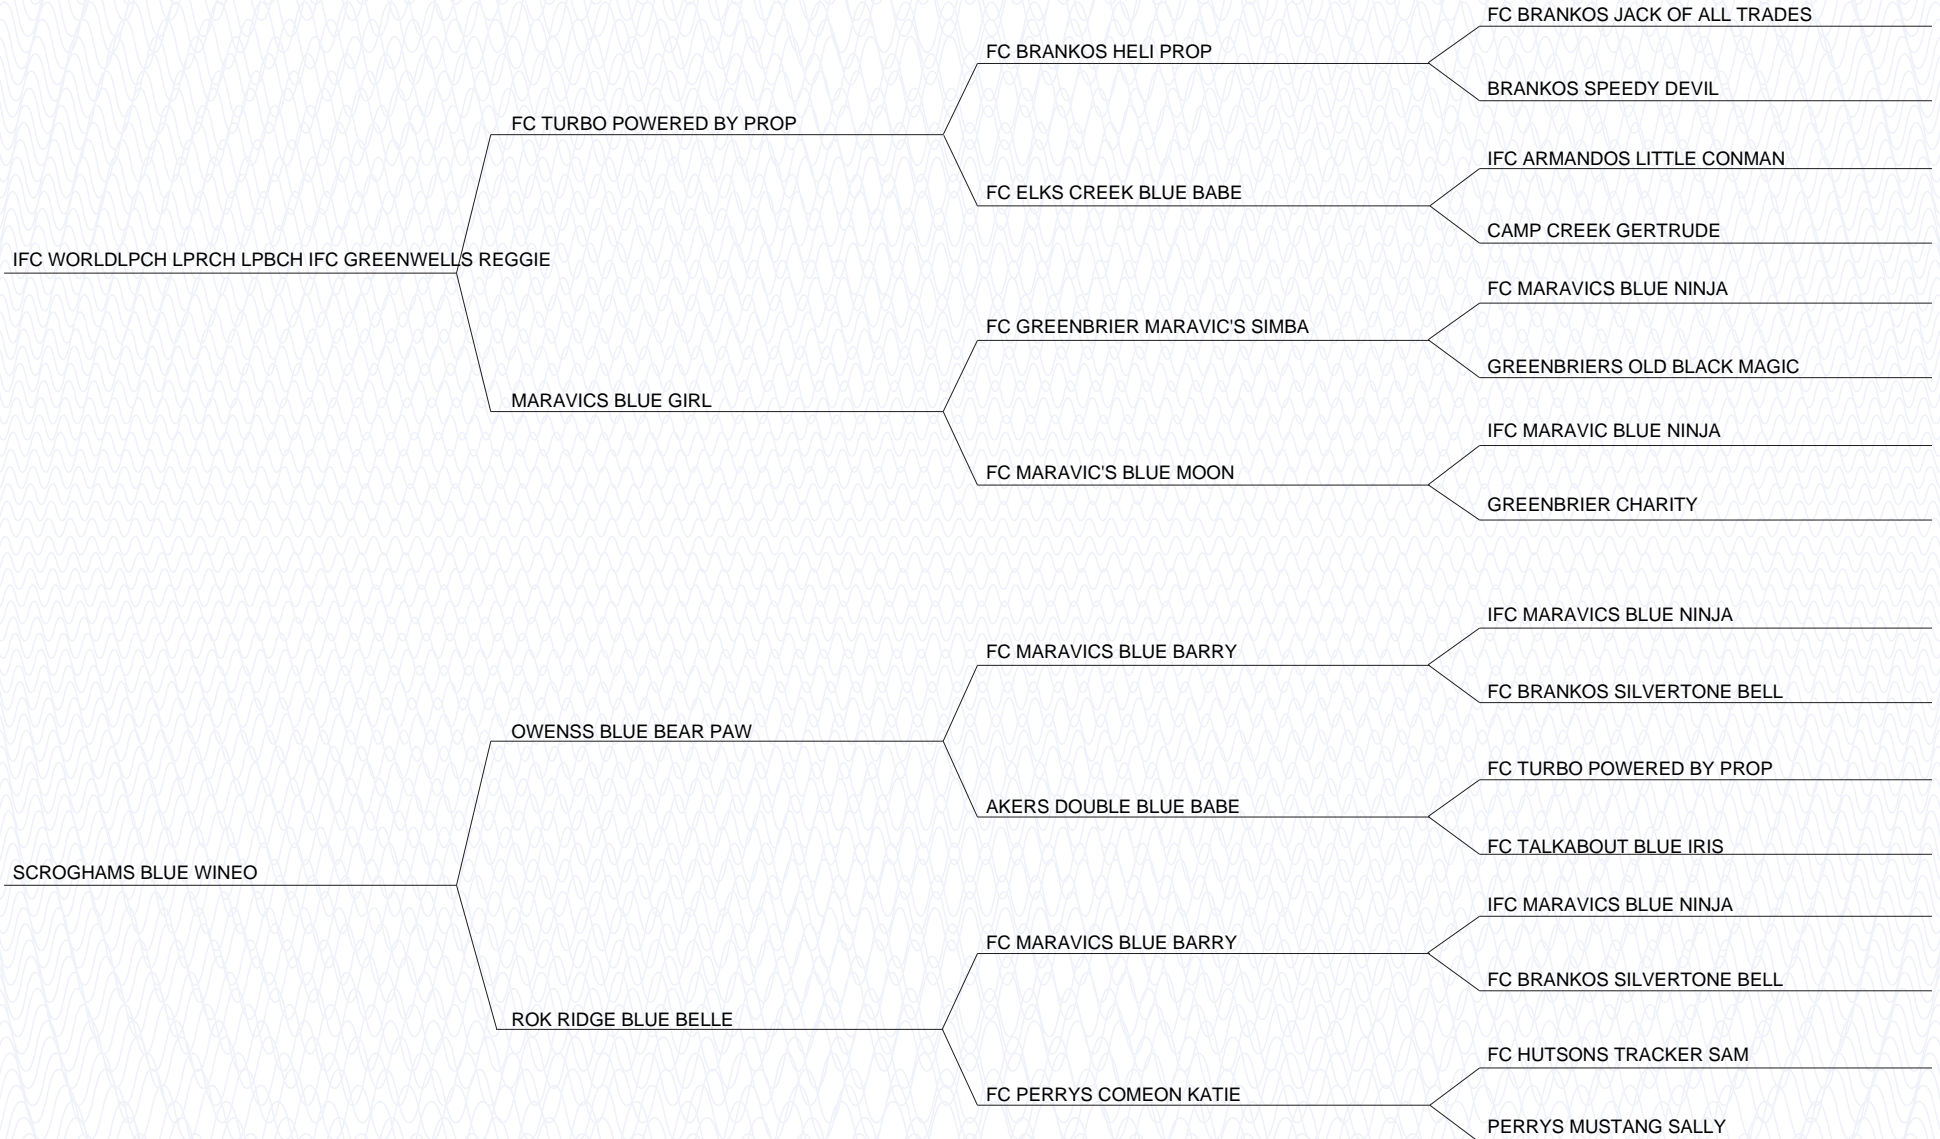 FC BRANKOS JACK OF ALL TRADES
FC BRANKOS HELI PROP
BRANKOS SPEEDY DEVIL
FC TURBO POWERED BY PROP
IFC ARMANDOS LITTLE CONMAN
FC ELKS CREEK BLUE BABE
CAMP CREEK GERTRUDE
IFC WORLDLPCH LPRCH LPBCH IFC GREENWELLS REGGIE
FC MARAVICS BLUE NINJA
FC GREENBRIER MARAVIC'S SIMBA
GREENBRIERS OLD BLACK MAGIC
MARAVICS BLUE GIRL
IFC MARAVIC BLUE NINJA
FC MARAVIC'S BLUE MOON
GREENBRIER CHARITY
IFC MARAVICS BLUE NINJA
FC MARAVICS BLUE BARRY
FC BRANKOS SILVERTONE BELL
OWENSS BLUE BEAR PAW
FC TURBO POWERED BY PROP
AKERS DOUBLE BLUE BABE
FC TALKABOUT BLUE IRIS
SCROGHAMS BLUE WINEO
IFC MARAVICS BLUE NINJA
FC MARAVICS BLUE BARRY
FC BRANKOS SILVERTONE BELL
ROK RIDGE BLUE BELLE
FC HUTSONS TRACKER SAM
FC PERRYS COMEON KATIE
PERRYS MUSTANG SALLY